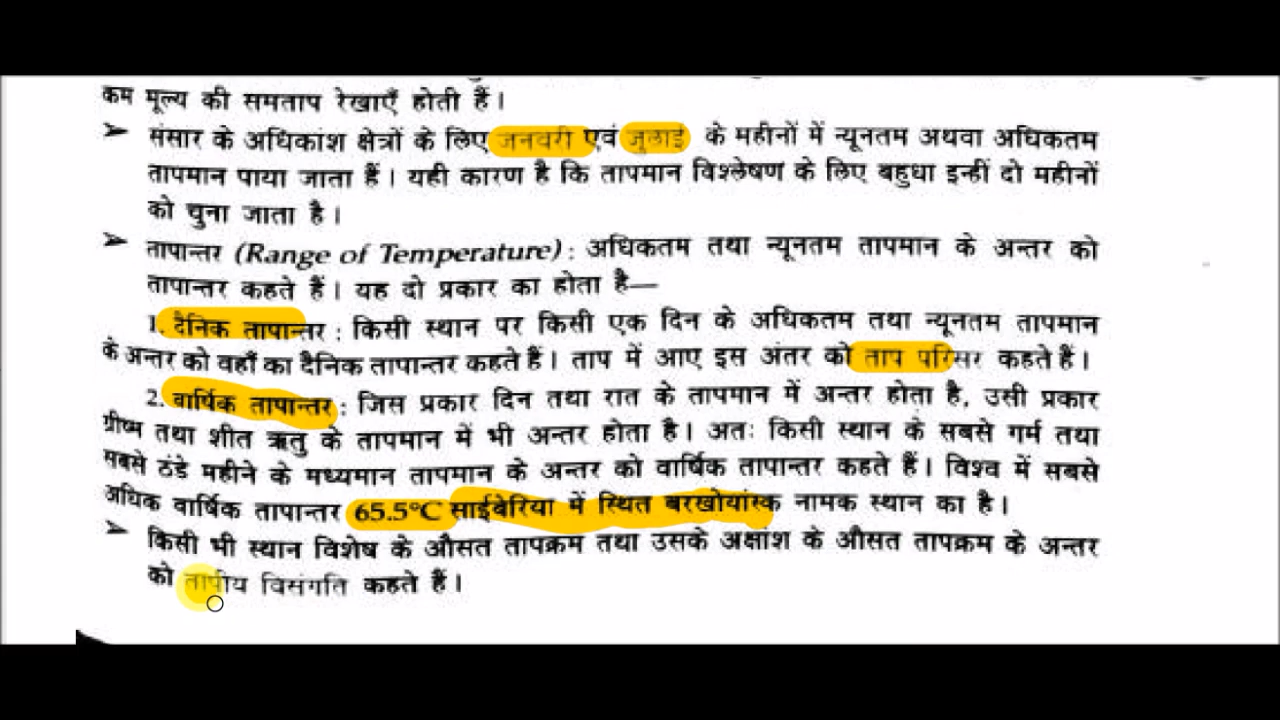 कम मूल्य की समताप रेखाएँ होती हैं।
➤ संसार के अधिकांश क्षेत्रों के लिए जनवरी एवं जुलाई के महीनों में न्यूनतम अथवा अधिकतम
तापमान पाया जाता हैं। यही कारण है कि तापमान विश्लेषण के लिए बहुधा इन्हीं दो महीनों
को चुना जाता है।
➤ तापान्तर (Range of Temperature) : अधिकतम तथा न्यूनतम तापमान के अन्तर को
तापान्तर कहते हैं। यह दो प्रकार का होता है—
1. दैनिक तापान्तर : किसी स्थान पर किसी एक दिन के अधिकतम तथा न्यूनतम तापमान
के अन्तर को वहाँ का दैनिक तापान्तर कहते हैं। ताप में आए इस अंतर को ताप परिसर कहते हैं।
2. वार्षिक तापान्तर : जिस प्रकार दिन तथा रात के तापमान में अन्तर होता है, उसी प्रकार
ग्रीष्म तथा शीत ऋतु के तापमान में भी अन्तर होता है। अतः किसी स्थान के सबसे गर्म तथा
सबसे ठंडे महीने के मध्यमान तापमान के अन्तर को वार्षिक तापान्तर कहते हैं। विश्व में सबसे
अधिक वार्षिक तापान्तर 65.5°C साईबेरिया में स्थित बरखोयांस्क नामक स्थान का है।
➤ किसी भी स्थान विशेष के औसत तापक्रम तथा उसके अक्षांश के औसत तापक्रम के अन्तर
को तापीय विसंगति कहते हैं।